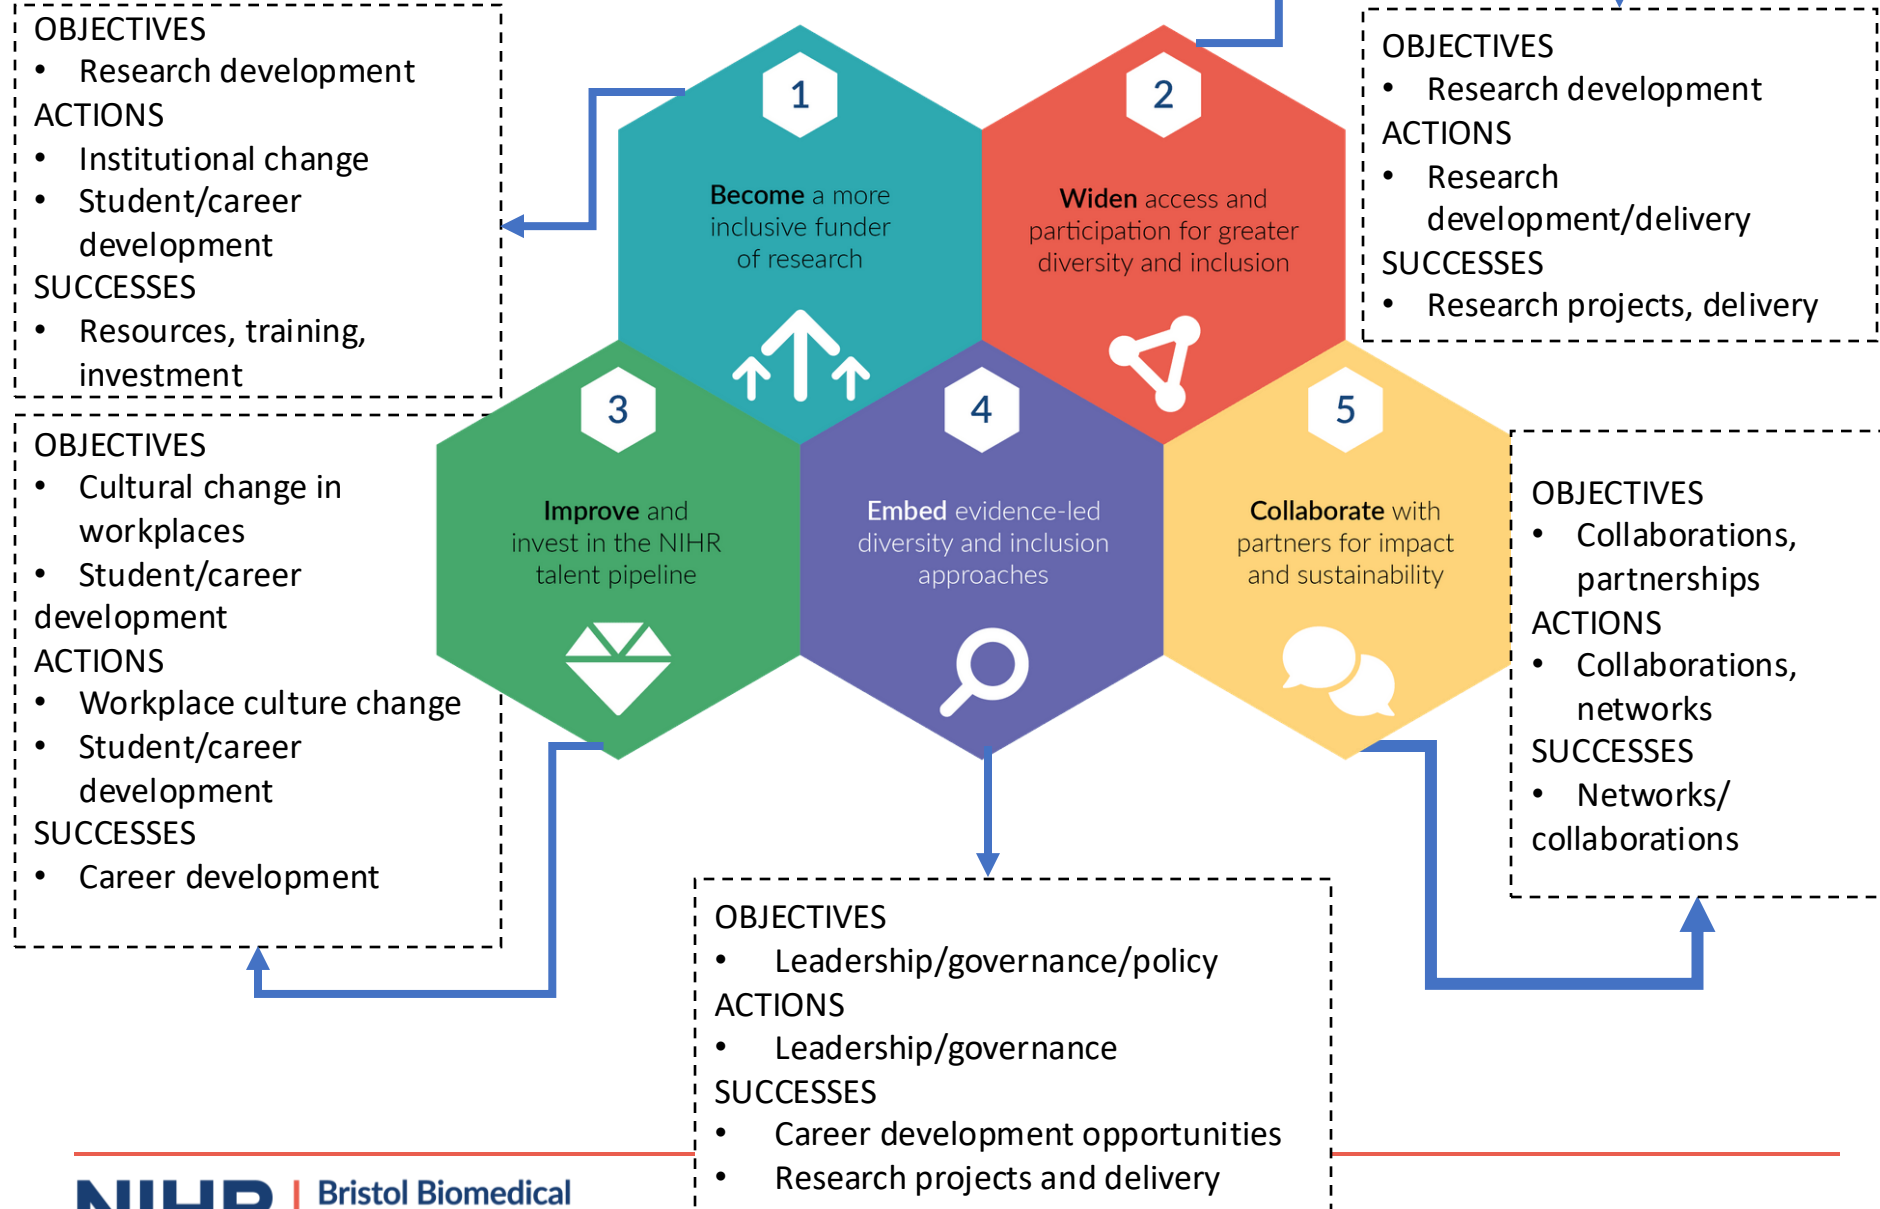 OBJECTIVES
• Research development
ACTIONS
• Institutional change
• Student/career
development
SUCCESSES
• Resources, training,
investment
1
Become a more
inclusive funder
of research
2
Widen access and
participation for greater
diversity and inclusion
OBJECTIVES
• Research development
ACTIONS
• Research
development/delivery
SUCCESSES
• Research projects, delivery
OBJECTIVES
• Cultural change in
workplaces
• Student/career
development
ACTIONS
• Workplace culture change
• Student/career
development
SUCCESSES
• Career development
3
Improve and
invest in the NIHR
talent pipeline
4
Embed evidence-led
diversity and inclusion
approaches
5
Collaborate with
partners for impact
and sustainability
OBJECTIVES
• Collaborations,
partnerships
ACTIONS
• Collaborations,
networks
SUCCESSES
• Networks/
collaborations
OBJECTIVES
• Leadership/governance/policy
ACTIONS
• Leadership/governance
SUCCESSES
• Career development opportunities
• Research projects and delivery
NIHR | Bristol Biomedical